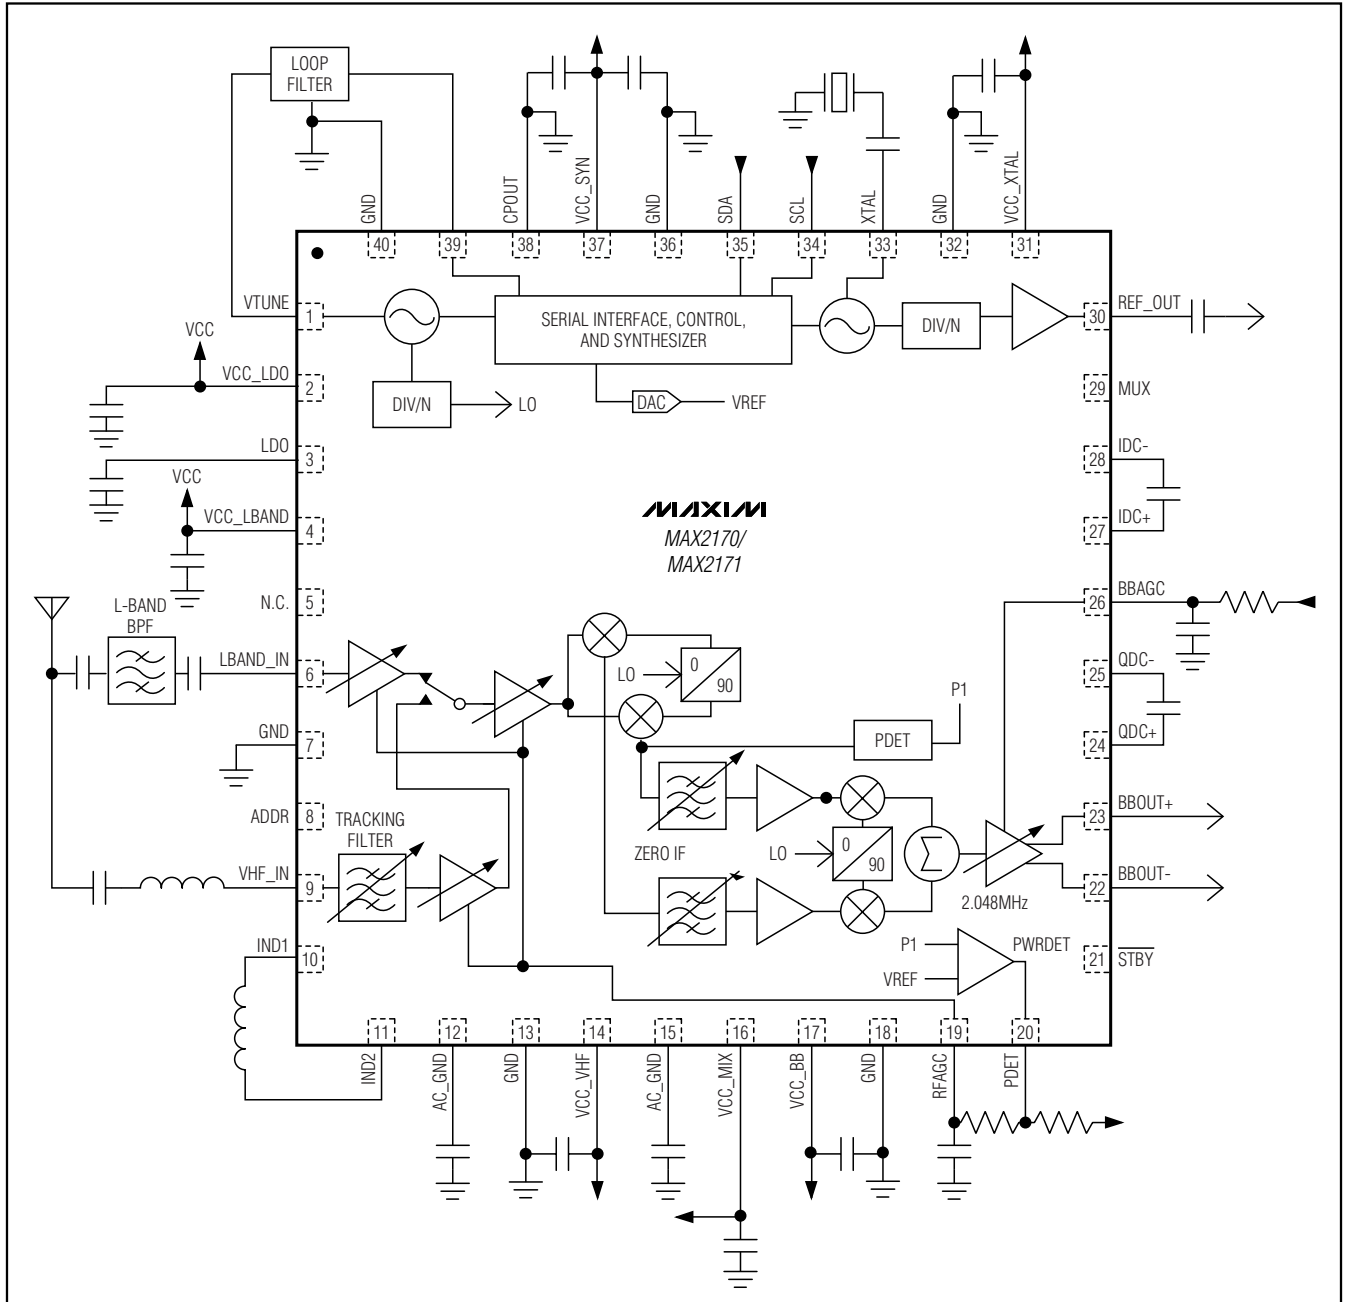 LOOP
FILTER
GND
CPOUT
VCC_SYN
GND
SDA
SCL
XTAL
GND
VCC_XTAL
40
39
38
37
36
35
34
33
32
31
VTUNE
1
SERIAL INTERFACE, CONTROL,
AND SYNTHESIZER
DIV/N
30
REF_OUT
VCC
VCC_LDO
2
DIV/N
LO
DAC
VREF
29
MUX
LDO
3
28
IDC-
VCC
VCC_LBAND
4
MAXIM
MAX2170/
MAX2171
27
IDC+
N.C.
5
26
BBAGC
L-BAND
BPF
LBAND_IN
6
LO
0
90
25
QDC-
GND
7
P1
PDET
24
QDC+
ADDR
8
TRACKING
FILTER
ZERO IF
LO
0
90
Σ
23
BBOUT+
VHF_IN
9
2.048MHz
22
BBOUT-
IND1
10
P1
VREF
PWRDET
21
STBY
11
12
13
14
15
16
17
18
19
20
IND2
AC_GND
GND
VCC_VHF
AC_GND
VCC_MIX
VCC_BB
GND
RFAGC
PDET